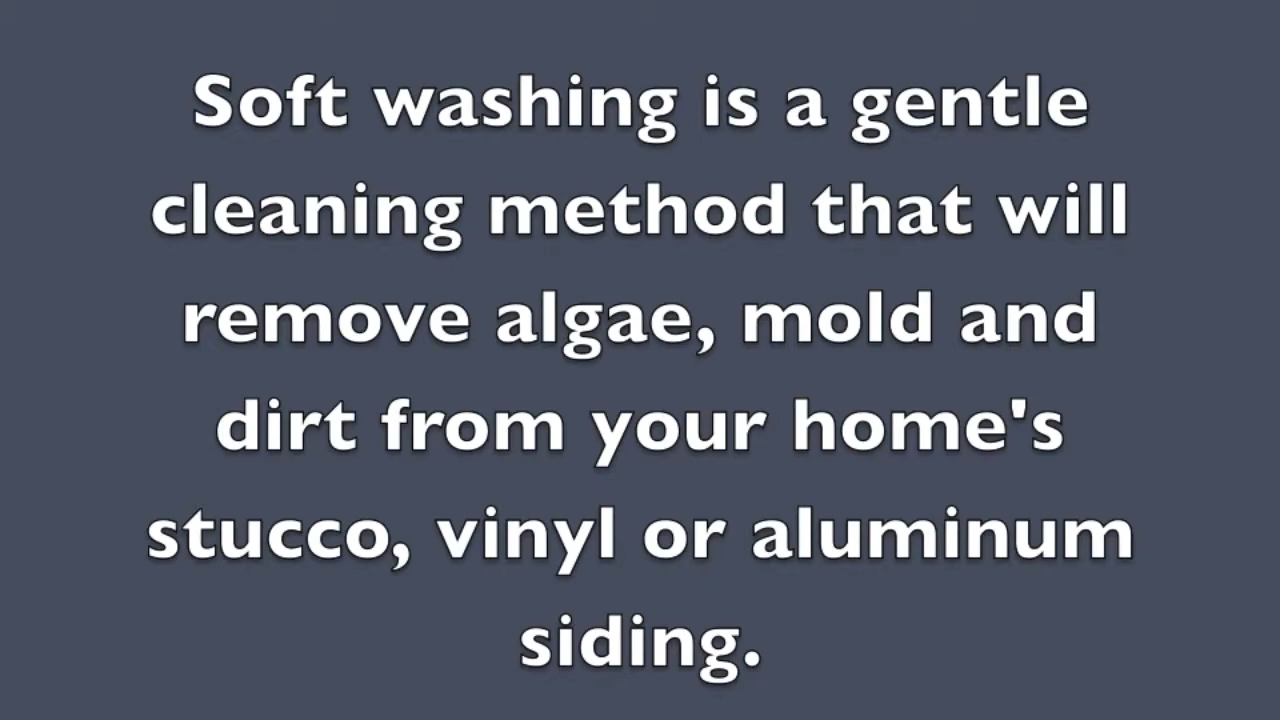 Soft washing is a gentle
cleaning method that will
remove algae, mold and
dirt from your home's
stucco, vinyl or aluminum
siding.